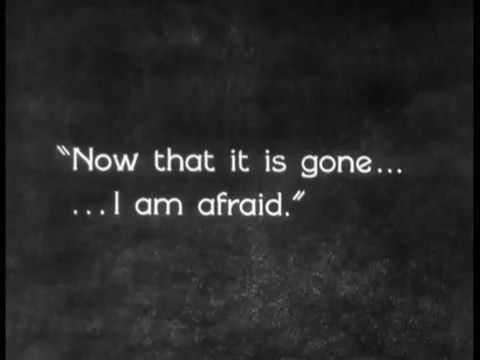 “Now that it is gone...
...I am afraid.”